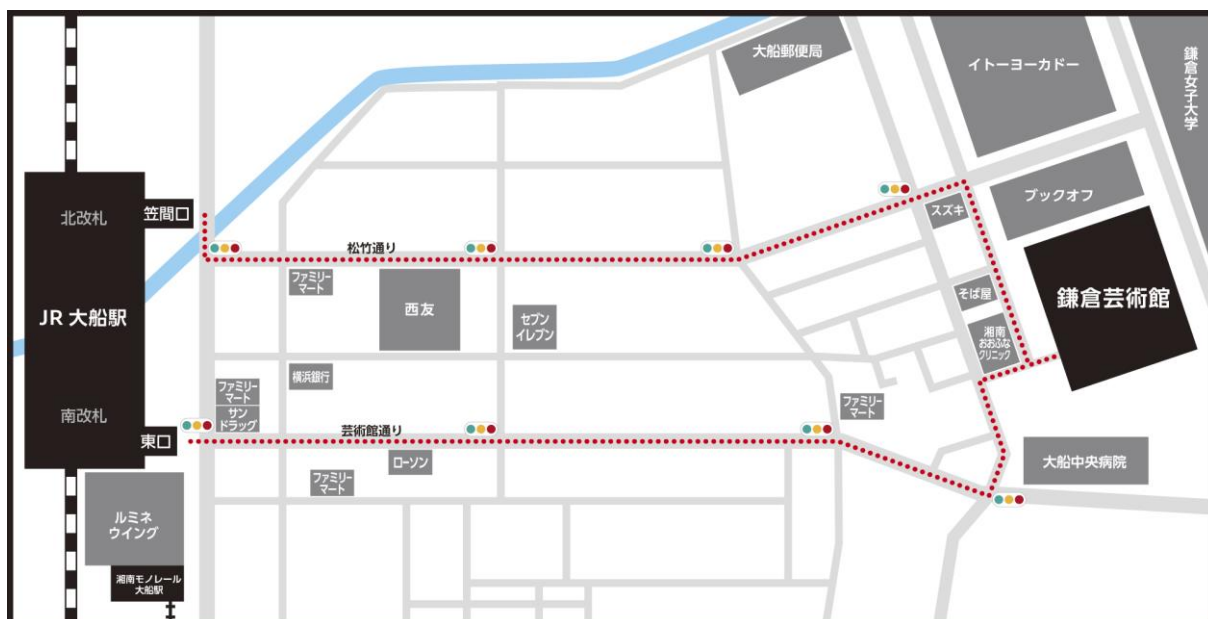 大船郵便局
イトーヨーカドー
鎌倉女子大学
北改札
笠間口
スズキ
ブックオフ
松竹通り
ファミリー
マート
西友
セブン
イレブン
そば屋
鎌倉芸術館
JR 大船駅
湘南
おおふな
クリニック
横浜銀行
ファミリー
マート
サン
ドラッグ
ファミリー
マート
南改札
東口
芸術館通り
ローソン
ファミリー
マート
大船中央病院
ルミネ
ウイング
湘南モノレール
大船駅